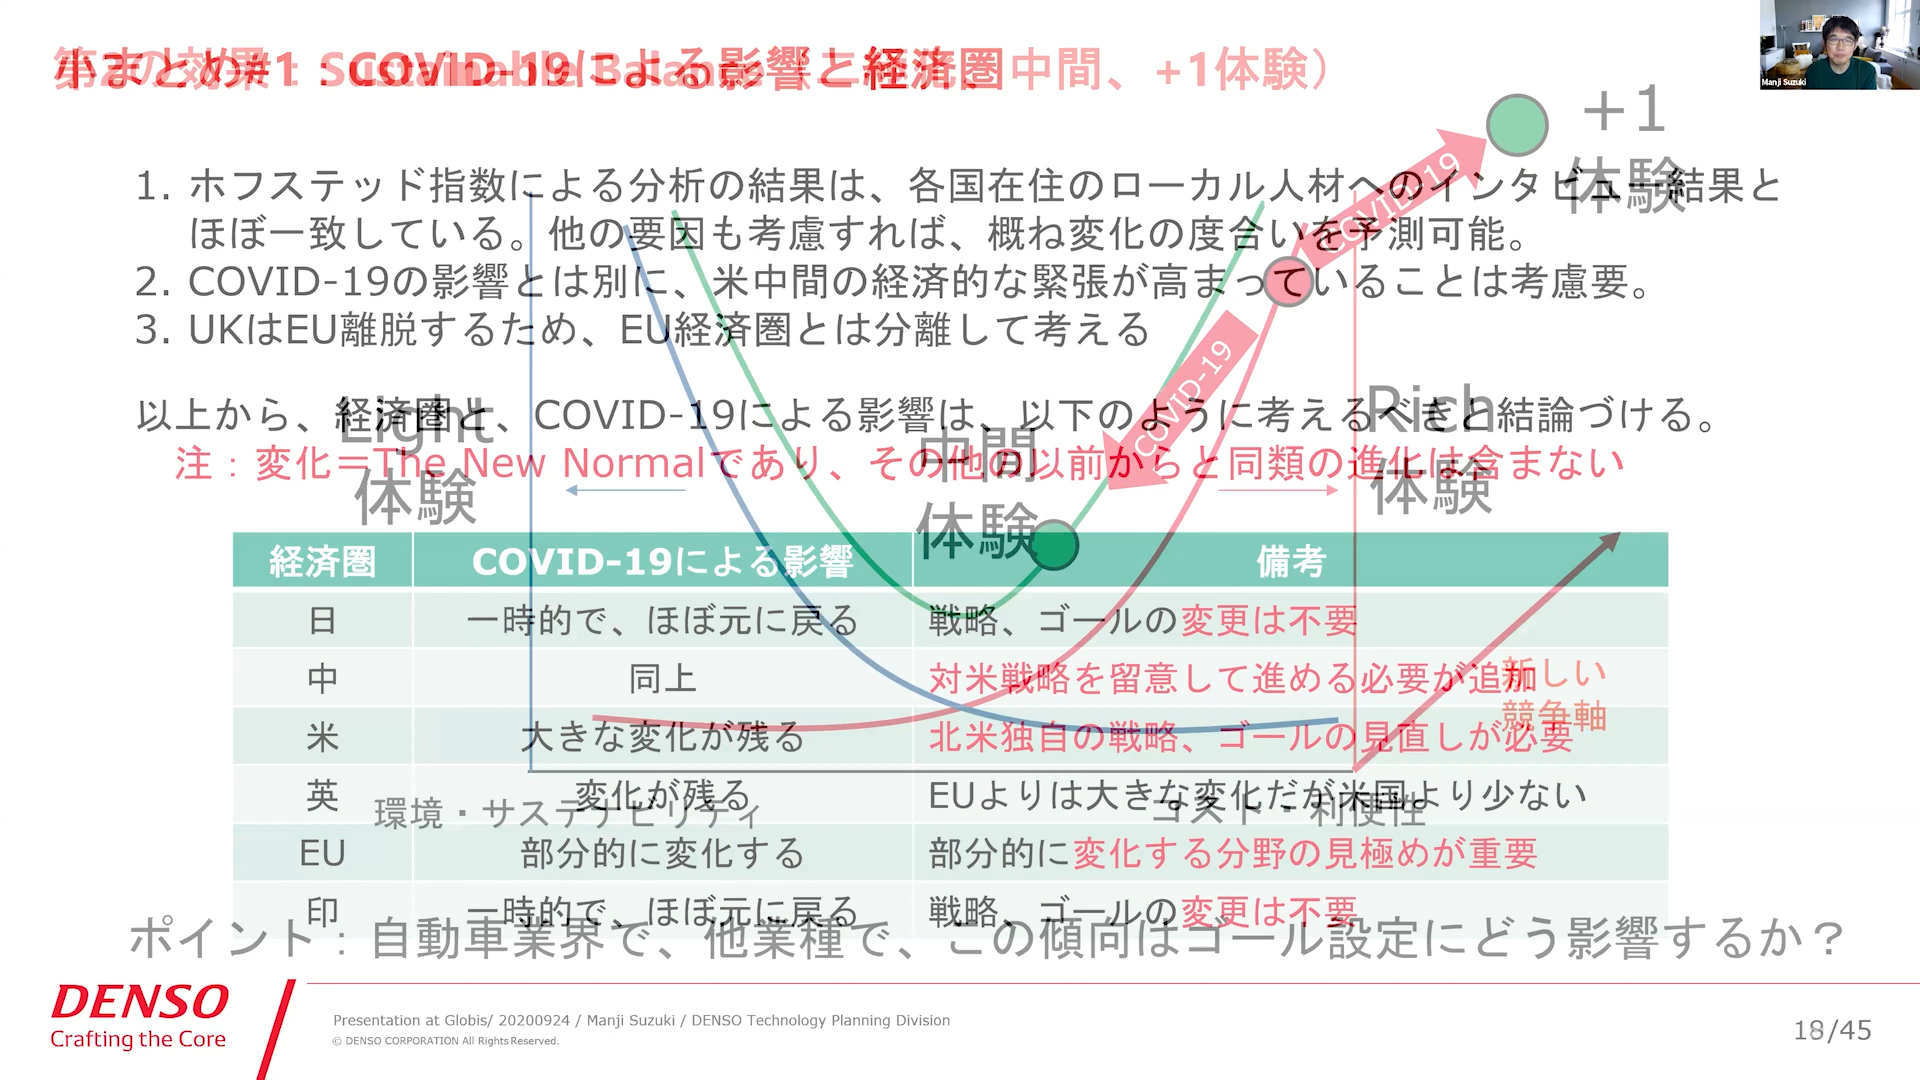 小まとめ#1：COVID-19による影響と経済圏
中間、+1体験）
Manji Suzuki
+1
体験
1. ホフステッド指数による分析の結果は、各国在住のローカル人材へのインタビュー結果と
ほぼ一致している。他の要因も考慮すれば、概ね変化の度合いを予測可能。
2. COVID-19の影響とは別に、米中間の経済的な緊張が高まっていることは考慮要。
3. UKはEU離脱するため、EU経済圏とは分離して考える
COVID-19
COVID-19
以上から、経済圏と、COVID-19による影響は、以下のように考えるべきと結論づける。
注：変化＝The New Normalであり、その他の以前からと同類の進化は含まない
Light
体験
中間
体験
Rich
体験
経済圏 COVID-19による影響 備考
日 一時的で、ほぼ元に戻る 戦略、ゴールの変更は不要
中 同上 対米戦略を留意して進める必要が追加
米 大きな変化が残る 北米独自の戦略、ゴールの見直しが必要
英 変化が残る EUよりは大きな変化だが米国より少ない
EU 部分的に変化する 部分的に変化する分野の見極めが重要
印 一時的で、ほぼ元に戻る 戦略、ゴールの変更は不要
新しい
競争軸
環境・サステナビリティ
コスト・利便性
ポイント：自動車業界で、他業種で、この傾向はゴール設定にどう影響するか？
DENSO
Crafting the Core
Presentation at Globis/ 20200924 / Manji Suzuki / DENSO Technology Planning Division
© DENSO CORPORATION All Rights Reserved.
/45